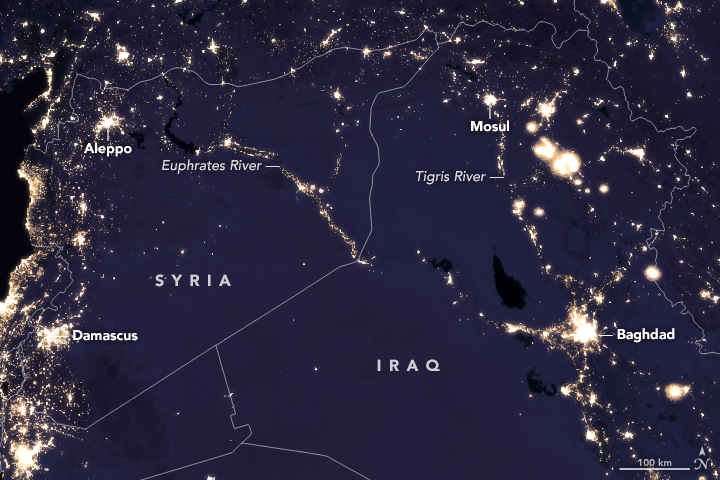 Mosul
Aleppo
Euphrates River
Tigris River
SYRIA
Damascus
Baghdad
IRAQ
100 km
N